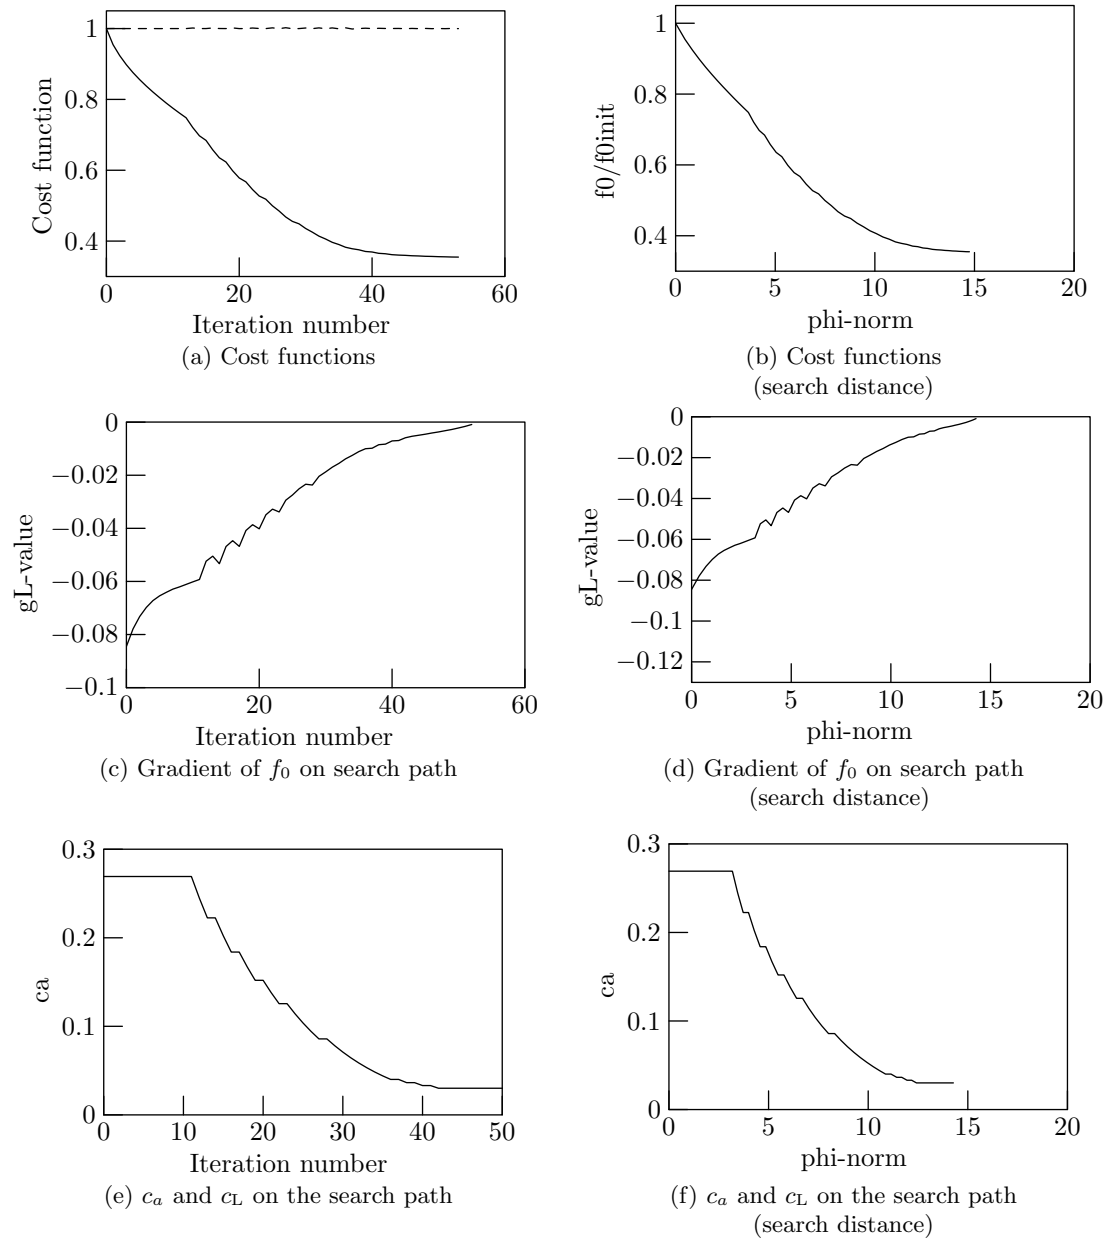 1
0.8
0.6
0.4
0 20 40 60
Cost function
Iteration number
(a) Cost functions
1
0.8
0.6
0.4
0 5 10 15 20
f0/f0init
phi-norm
(b) Cost functions
(search distance)
0
−0.02
−0.04
−0.06
−0.08
−0.1
0 20 40 60
gL-value
Iteration number
(c) Gradient of f₀ on search path
0
−0.02
−0.04
−0.06
−0.08
−0.1
−0.12
0 5 10 15 20
gL-value
phi-norm
(d) Gradient of f₀ on search path
(search distance)
0.3
0.2
0.1
0
0 10 20 30 40 50
ca
Iteration number
(e) cₐ and c_L on the search path
0.3
0.2
0.1
0
0 5 10 15 20
ca
phi-norm
(f) cₐ and c_L on the search path
(search distance)